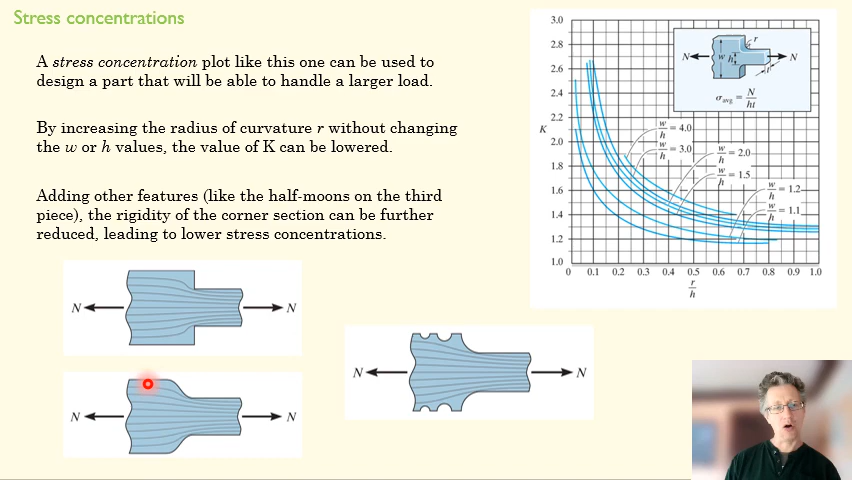 Stress concentrations
A stress concentration plot like this one can be used to
design a part that will be able to handle a larger load.
By increasing the radius of curvature r without changing
the w or h values, the value of K can be lowered.
Adding other features (like the half-moons on the third
piece), the rigidity of the corner section can be further
reduced, leading to lower stress concentrations.
N N
N N
N N
3.0
2.8
2.6
2.4
2.2
K
2.0
1.8
1.6
1.4
1.2
1.0
0 0.1 0.2 0.3 0.4 0.5 0.6 0.7 0.8 0.9 1.0
r
h
r
N w h N
t
σavg = N
ht
w
h = 4.0
w
h = 3.0
w
h = 2.0
w
h = 1.5
w
h = 1.2
w
h = 1.1